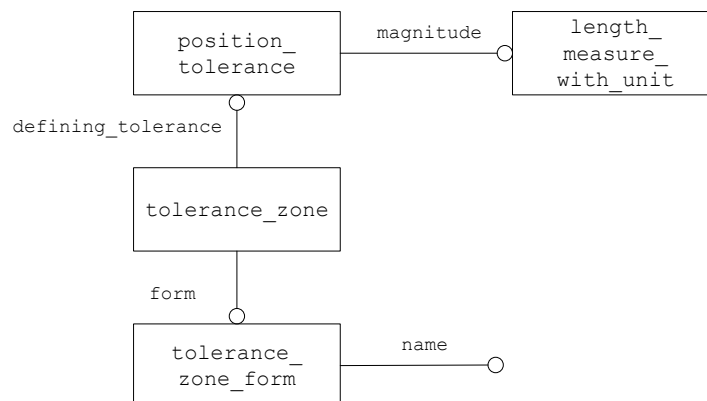 position_
tolerance
magnitude
length_
measure_
with_unit
defining_tolerance
tolerance_zone
form
tolerance_
zone_form
name